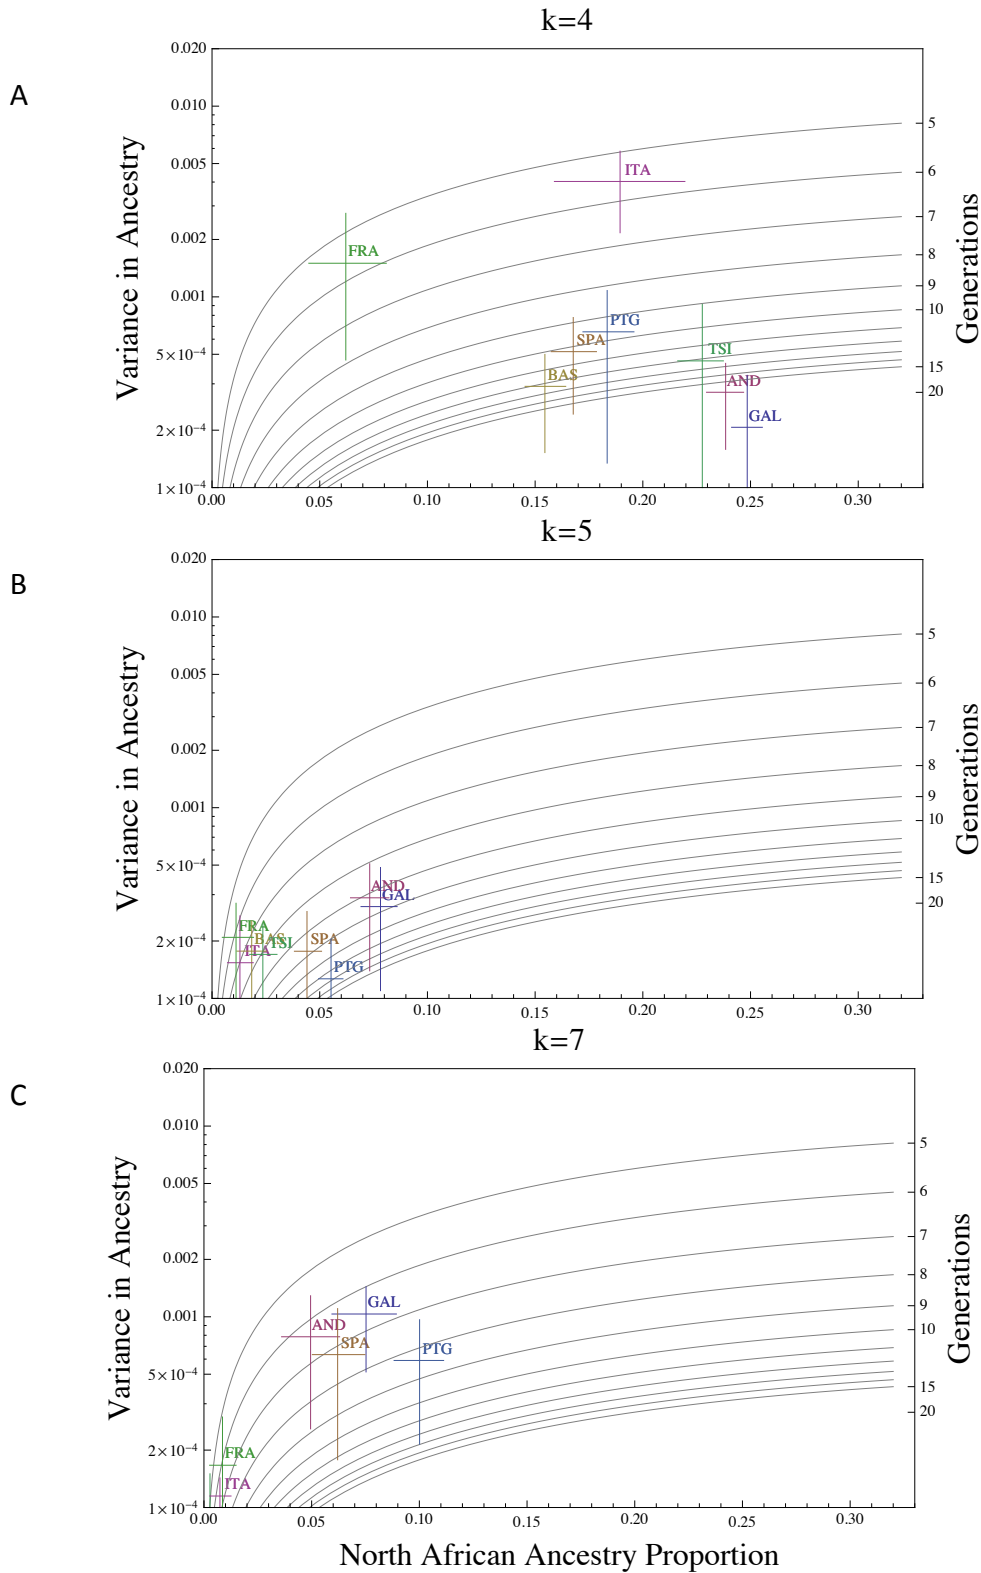 k=4
A
Variance in Ancestry
0.020
0.010
0.005
0.002
0.001
5×10⁻⁴
2×10⁻⁴
1×10⁻⁴
ITA
FRA
PTG
SPA
BAS
TSI
AND
GAL
5
6
7
8
9
10
15
20
Generations
0.00 0.05 0.10 0.15 0.20 0.25 0.30
k=5
B
Variance in Ancestry
0.020
0.010
0.005
0.002
0.001
5×10⁻⁴
2×10⁻⁴
1×10⁻⁴
AND
GAL
FRA
BAS
TSI
ITA
SPA
PTG
5
6
7
8
9
10
15
20
Generations
0.00 0.05 0.10 0.15 0.20 0.25 0.30
k=7
C
Variance in Ancestry
0.020
0.010
0.005
0.002
0.001
5×10⁻⁴
2×10⁻⁴
1×10⁻⁴
GAL
AND
SPA
PTG
FRA
ITA
5
6
7
8
9
10
15
20
Generations
0.00 0.05 0.10 0.15 0.20 0.25 0.30
North African Ancestry Proportion